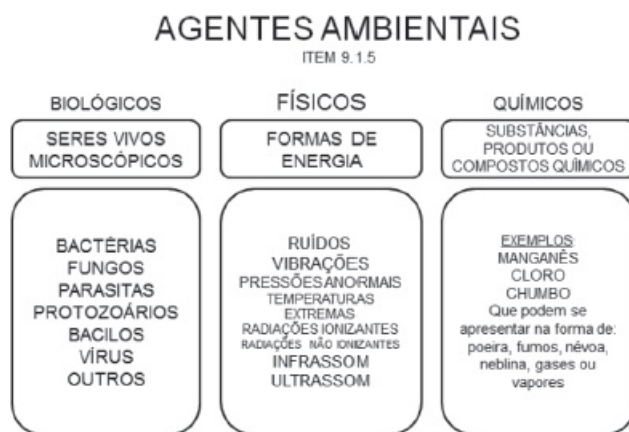 AGENTES AMBIENTAIS
ITEM 9.1.5
BIOLÓGICOS
SERES VIVOS
MICROSCÓPICOS
BACTÉRIAS
FUNGOS
PARASITAS
PROTOZOÁRIOS
BACILOS
VÍRUS
OUTROS
FÍSICOS
FORMAS DE
ENERGIA
RUÍDOS
VIBRAÇÕES
PRESSÕES ANORMAIS
TEMPERATURAS
EXTREMAS
RADIAÇÕES IONIZANTES
RADIAÇÕES NÃO IONIZANTES
INFRASSOM
ULTRASSOM
QUÍMICOS
SUBSTÂNCIAS,
PRODUTOS OU
COMPOSTOS QUÍMICOS
EXEMPLOS:
MANGANÊS
CLORO
CHUMBO
Que podem se
apresentar na forma de:
poeira, fumos, névoa,
neblina, gases ou
vapores